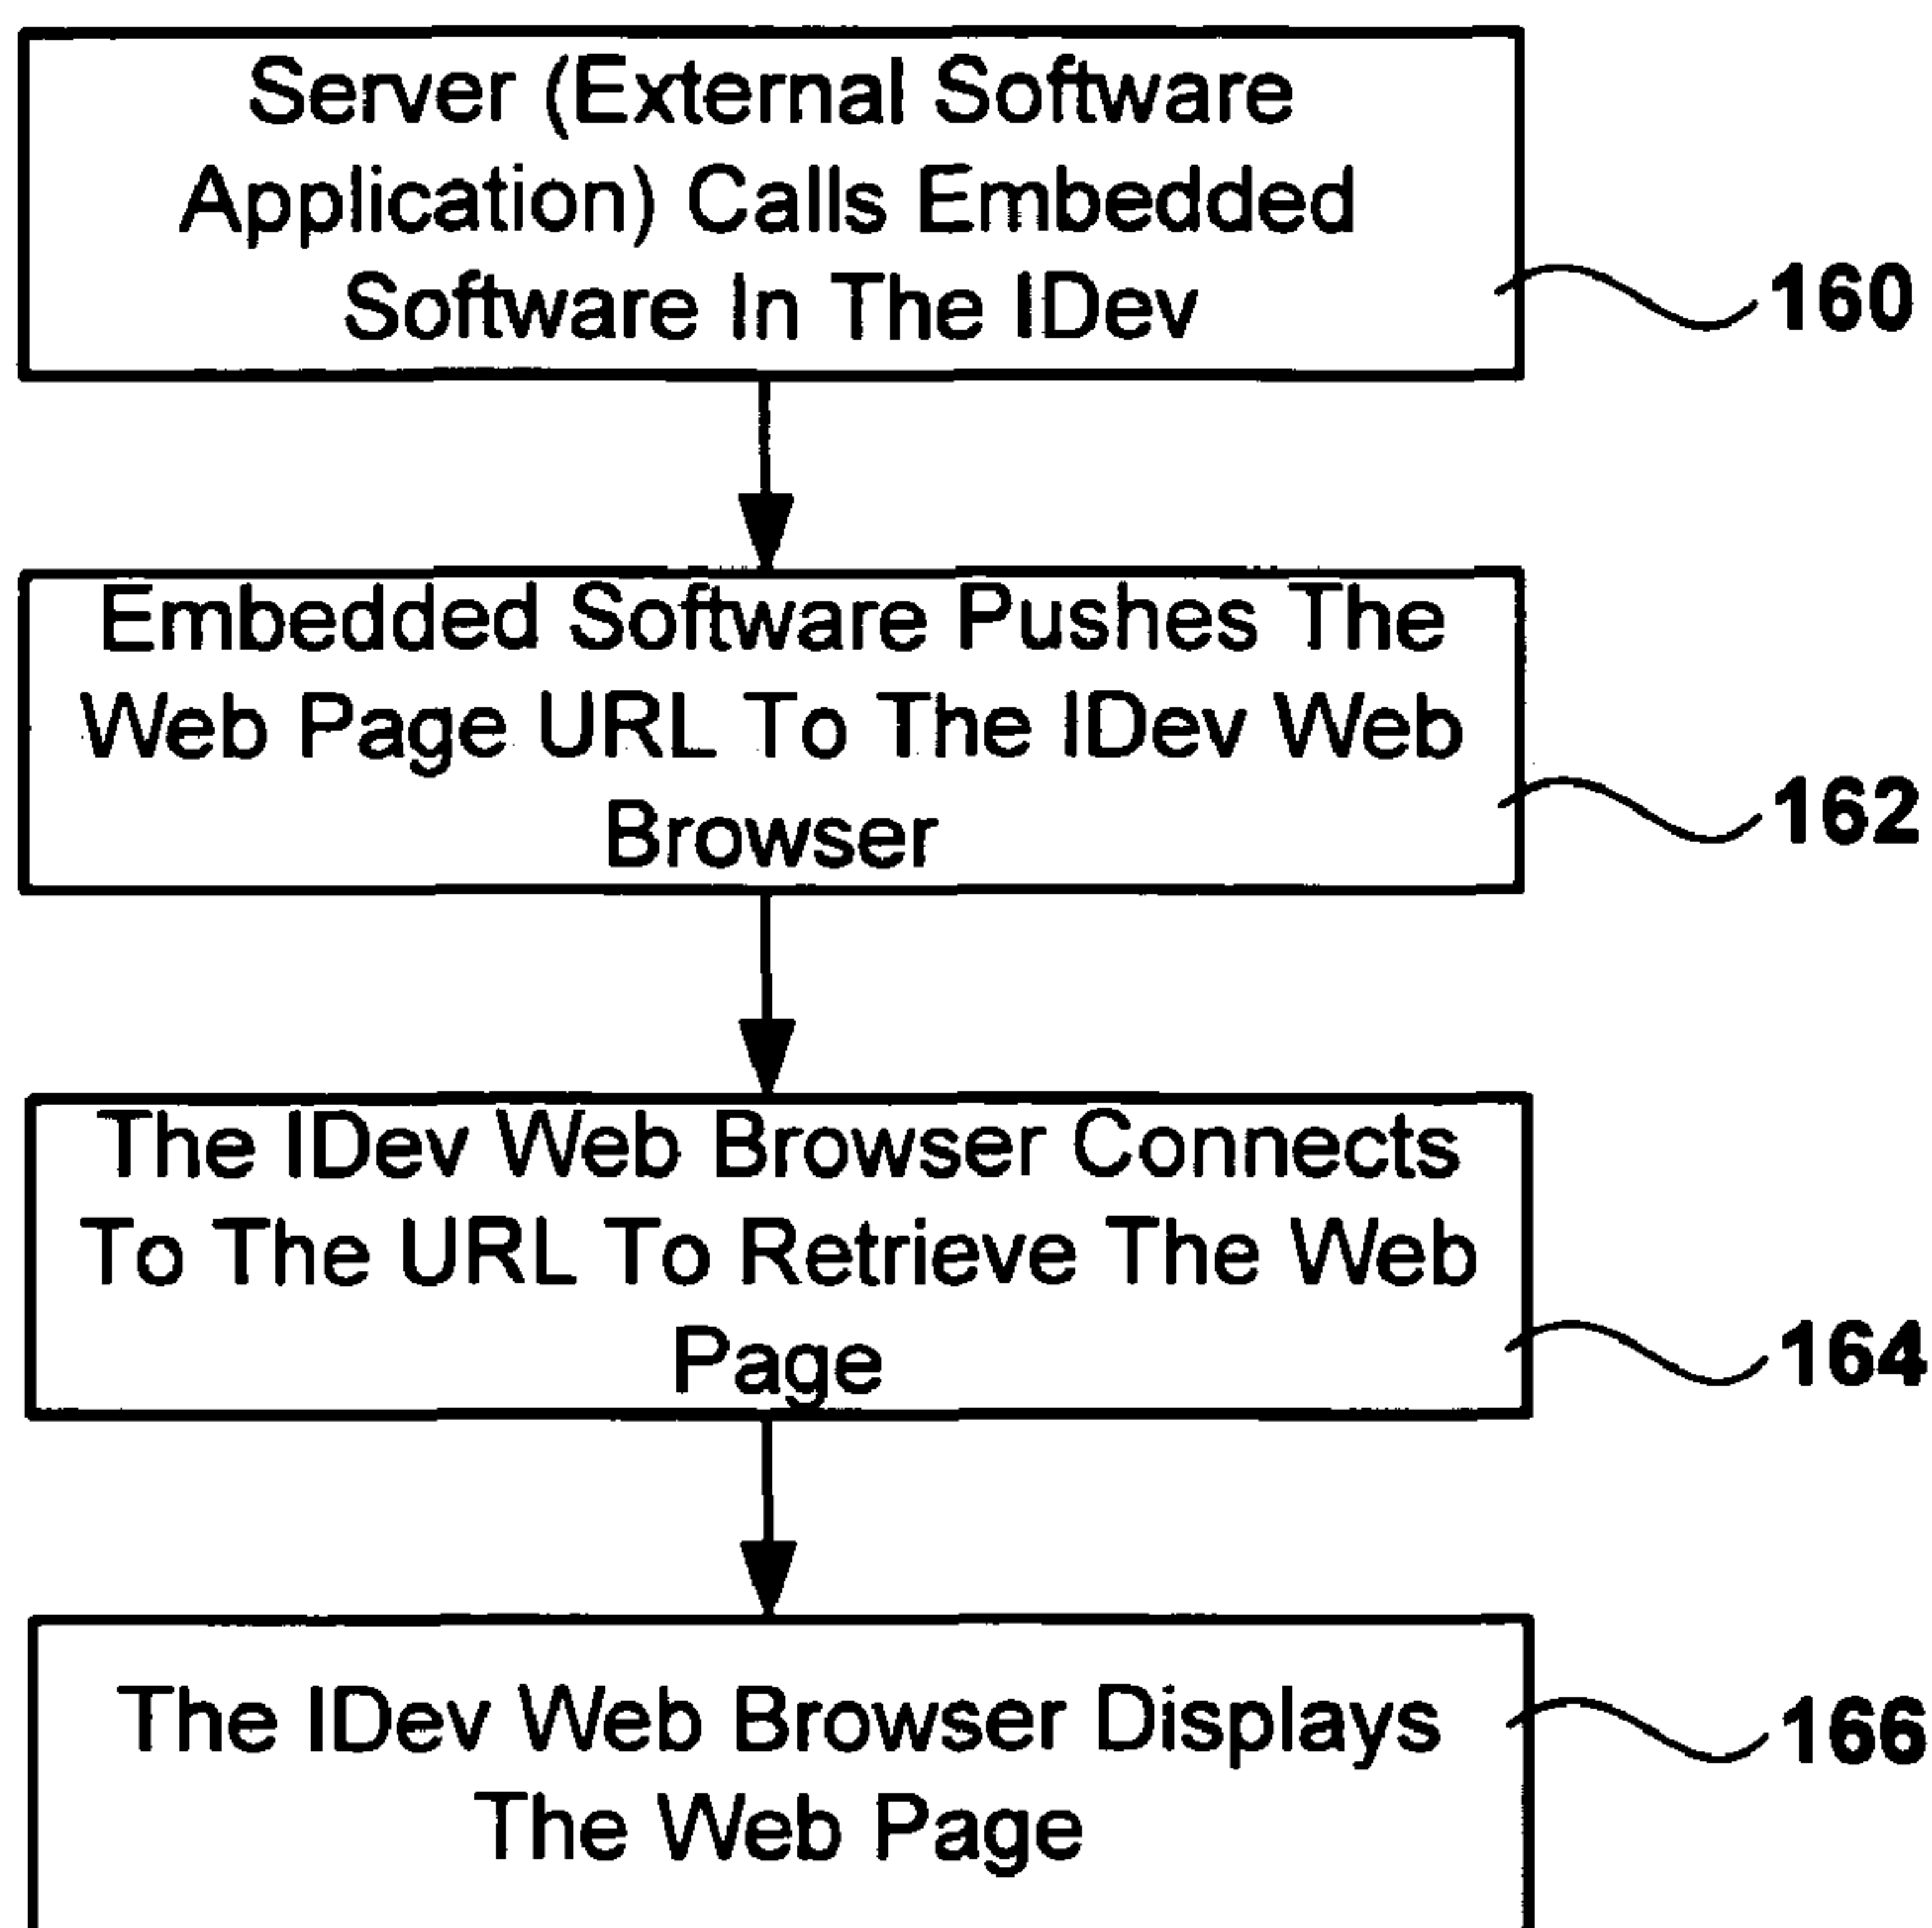 Server (External Software
Application) Calls Embedded
Software In The IDev
160
Embedded Software Pushes The
Web Page URL To The IDev Web
Browser
162
The IDev Web Browser Connects
To The URL To Retrieve The Web
Page
164
The IDev Web Browser Displays
The Web Page
166